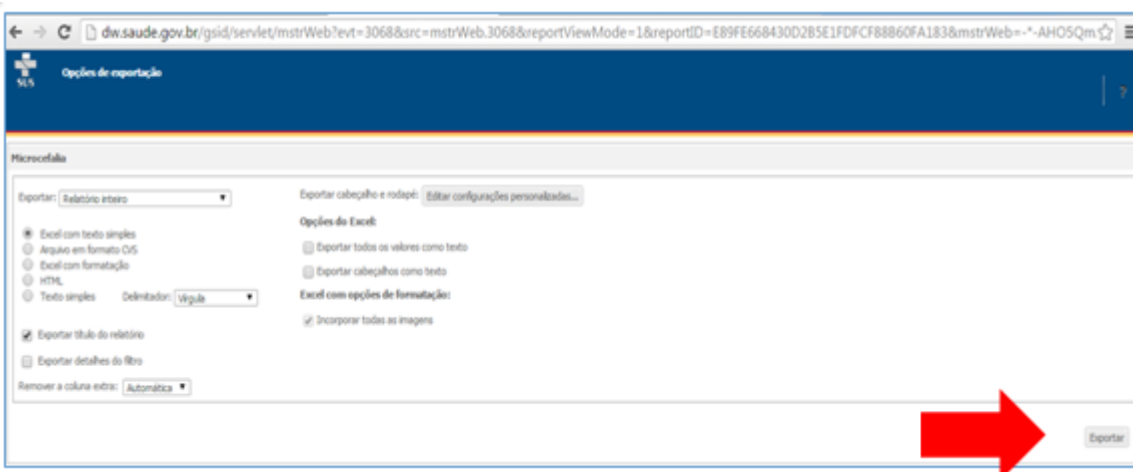 dw.saude.gov.br/gsid/servlet/mstrWeb?evt=3068&src=mstrWeb.3068&reportViewMode=1&reportID=E89FE668430D2B5E1FDFCF88860FA183&mstrWeb=-*-AHO5Qm
SUS
Opções de exportação
?
Microcefalia
Exportar: Relatório inteiro
Exportar cabeçalho e rodapé: Editar configurações personalizadas...
Opções do Excel:
Excel com texto simples
Exportar todos os valores como texto
Arquivo em formato CVS
Excel com formatação
Exportar cabeçalhos como texto
HTML
Texto simples Delimitador: Vírgula
Excel com opções de formatação:
Incorporar todas as imagens
Exportar título do relatório
Exportar detalhes do filtro
Remover a coluna extra: Automática
Exportar